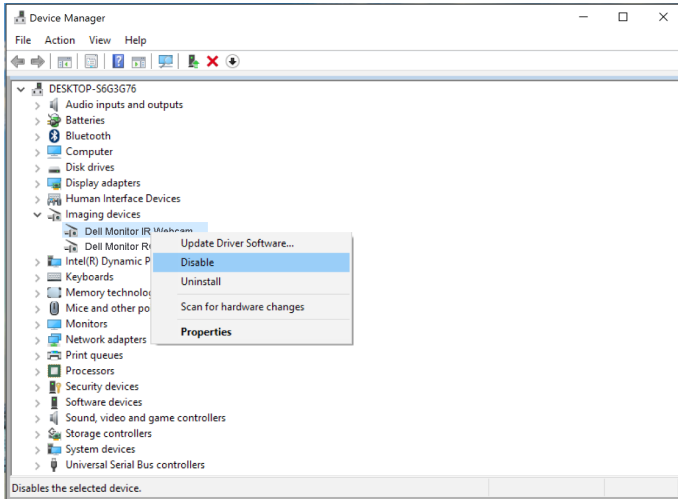 Device Manager
File Action View Help
DESKTOP-S6G3G76
Audio inputs and outputs
Batteries
Bluetooth
Computer
Disk drives
Display adapters
Human Interface Devices
Imaging devices
Dell Monitor IR Webcam
Dell Monitor
Intel(R) Dynamic
Keyboards
Memory
Mice and other
Monitors
Network adapters
Print queues
Processors
Security devices
Software devices
Sound, video and game controllers
Storage controllers
System devices
Universal Serial Bus controllers
Update Driver Software...
Disable
Uninstall
Scan for hardware changes
Properties
Disables the selected device.